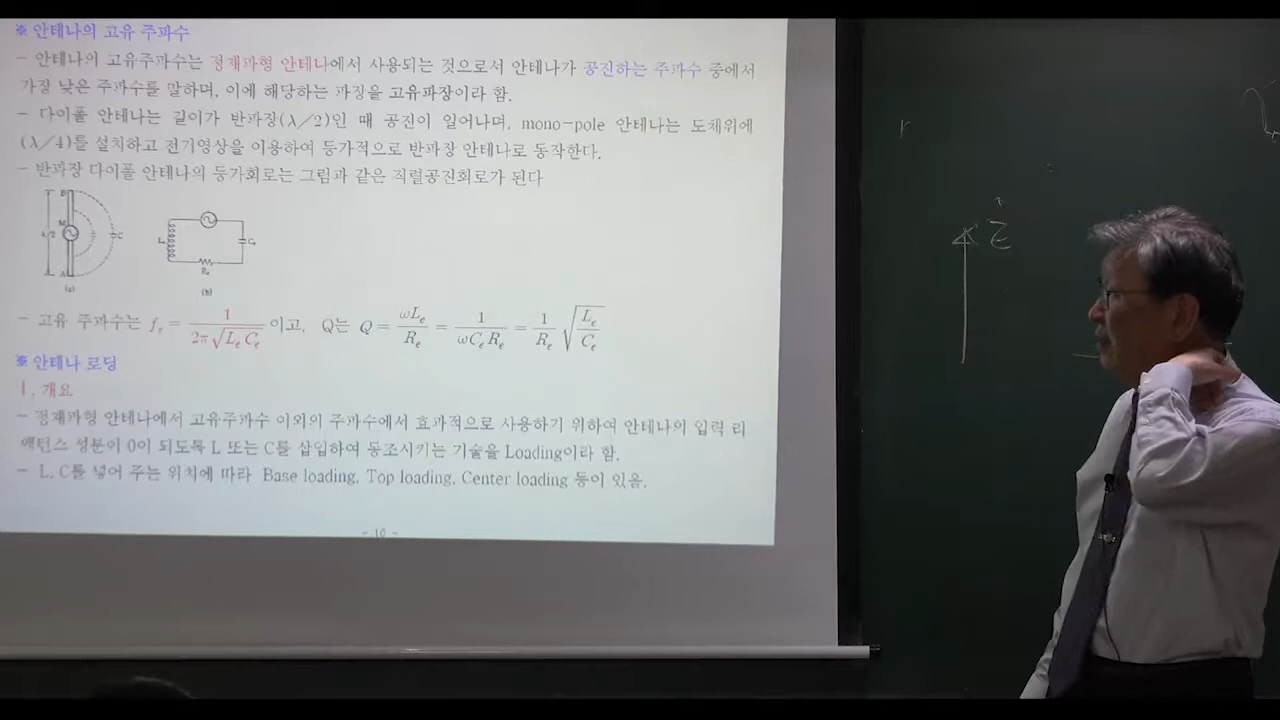 ※ 안테나의 고유 주파수
- 안테나의 고유주파수는 정재파형 안테나에서 사용되는 것으로서 안테나가 공진하는 주파수 중에서
가장 낮은 주파수를 말하며, 이에 해당하는 파장을 고유파장이라 함.
- 다이폴 안테나는 길이가 반파장(λ/2)인 때 공진이 일어나며, mono-pole 안테나는 도체위에
(λ/4)를 설치하고 전기영상을 이용하여 등가적으로 반파장 안테나로 동작한다.
- 반파장 다이폴 안테나의 등가회로는 그림과 같은 직렬공진회로가 된다
B
M
λ/2
C
A
(a)
Le
Ce
Re
(b)
- 고유 주파수는 f_r = 1 / 2π√(L_e C_e) 이고, Q는 Q = ωL_e / R_e = 1 / ωC_e R_e = 1 / R_e √(L_e / C_e)
※ 안테나 로딩
1. 개요
- 정재파형 안테나에서 고유주파수 이외의 주파수에서 효과적으로 사용하기 위하여 안테나의 입력 리
액턴스 성분이 0이 되도록 L 또는 C를 삽입하여 동조시키는 기술을 Loading이라 함.
- L, C를 넣어 주는 위치에 따라 Base loading, Top loading, Center loading 등이 있음.
- 10 -
r
E